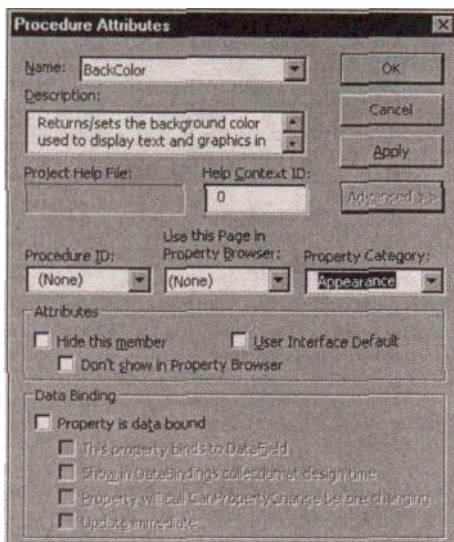 Procedure Attributes
Name: BackColor
OK
Description:
Returns/sets the background color
used to display text and graphics in
Cancel
Apply
Project Help File:
Help Context ID:
0
Advanced >>
Procedure ID:
(None)
Use this Page in
Property Browser:
(None)
Property Category:
Appearance
Attributes
Hide this member
User Interface Default
Don't show in Property Browser
Data Binding
Property is data bound
This property binds to DataField
Show in DataBindings collection at design time
Property will call CanPropertyChange before changing
Update immediate